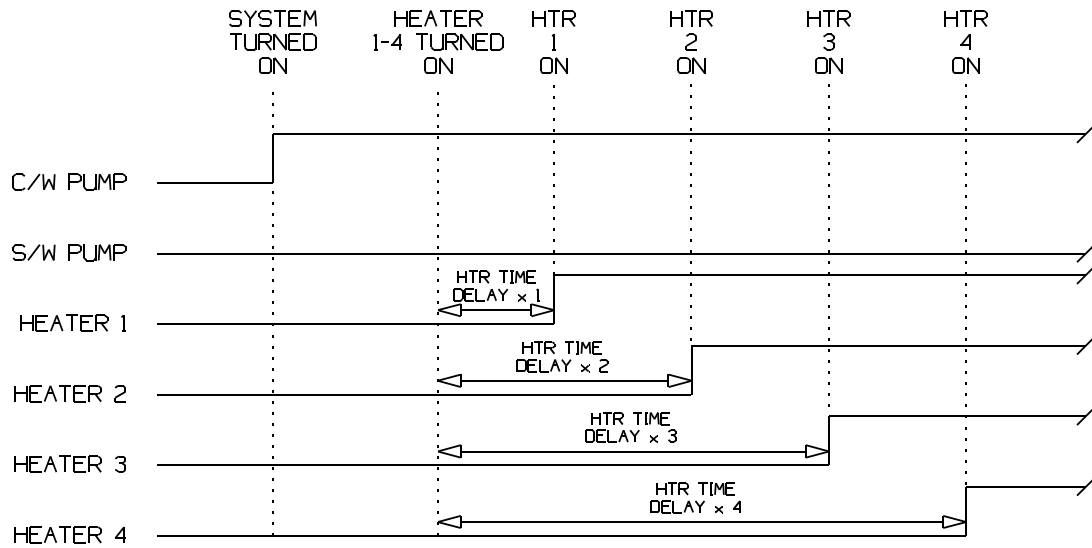 SYSTEM
TURNED
ON
HEATER
1-4 TURNED
ON
HTR
1
ON
HTR
2
ON
HTR
3
ON
HTR
4
ON
C/W PUMP
S/W PUMP
HTR TIME
DELAY x 1
HEATER 1
HTR TIME
DELAY x 2
HEATER 2
HTR TIME
DELAY x 3
HEATER 3
HTR TIME
DELAY x 4
HEATER 4